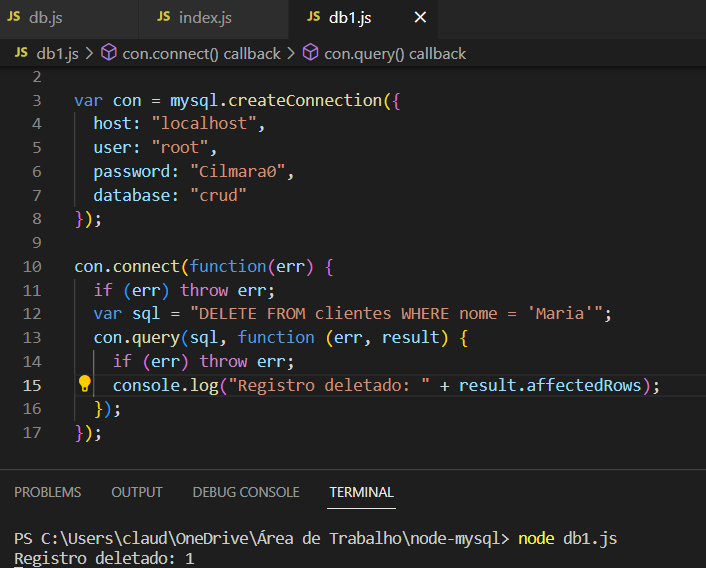 JS db.js JS index.js JS db1.js
JS db1.js > con.connect() callback > con.query() callback
2
3 var con = mysql.createConnection({
4 host: "localhost",
5 user: "root",
6 password: "Cilmara0",
7 database: "crud"
8 });
9
10 con.connect(function(err) {
11 if (err) throw err;
12 var sql = "DELETE FROM clientes WHERE nome = 'Maria'";
13 con.query(sql, function (err, result) {
14 if (err) throw err;
15 console.log("Registro deletado: " + result.affectedRows);
16 });
17 });
PROBLEMS OUTPUT DEBUG CONSOLE TERMINAL
PS C:\Users\claud\OneDrive\Área de Trabalho\node-mysql> node db1.js
Registro deletado: 1